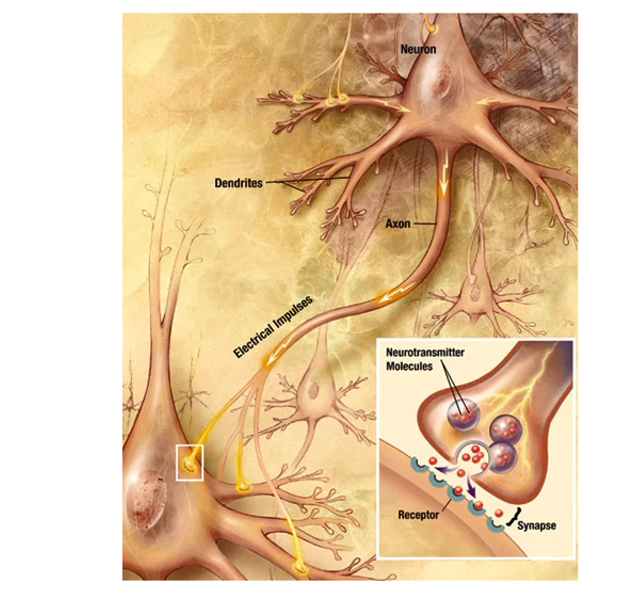 Neuron
Dendrites
Axon
Electrical Impulses
Neurotransmitter
Molecules
Receptor
Synapse